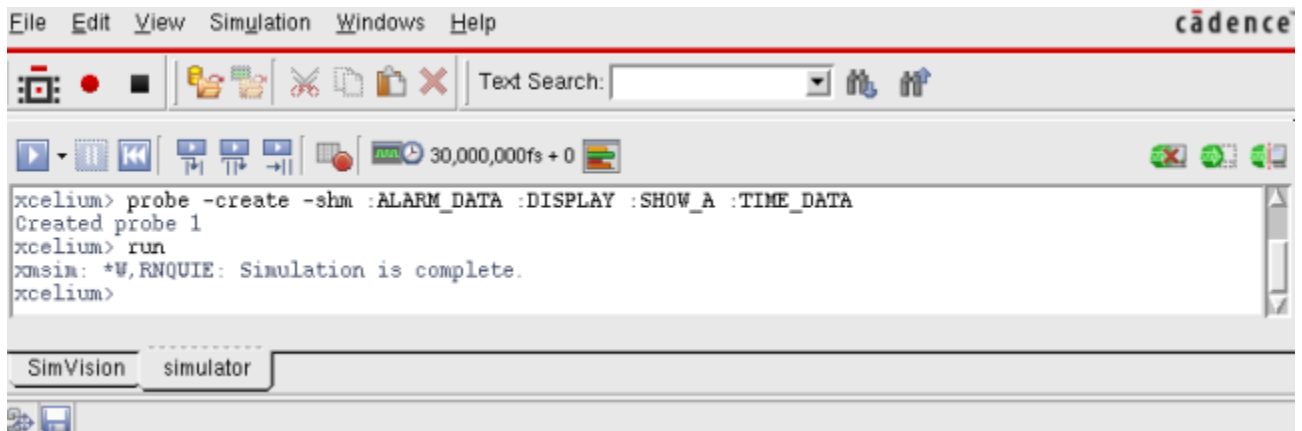 File Edit View Simulation Windows Help cādence
Text Search:
30,000,000fs + 0
xcelium> probe -create -shm :ALARM_DATA :DISPLAY :SHOW_A :TIME_DATA
Created probe 1
xcelium> run
xmsim: *W,RNQUIE: Simulation is complete.
xcelium>
SimVision simulator